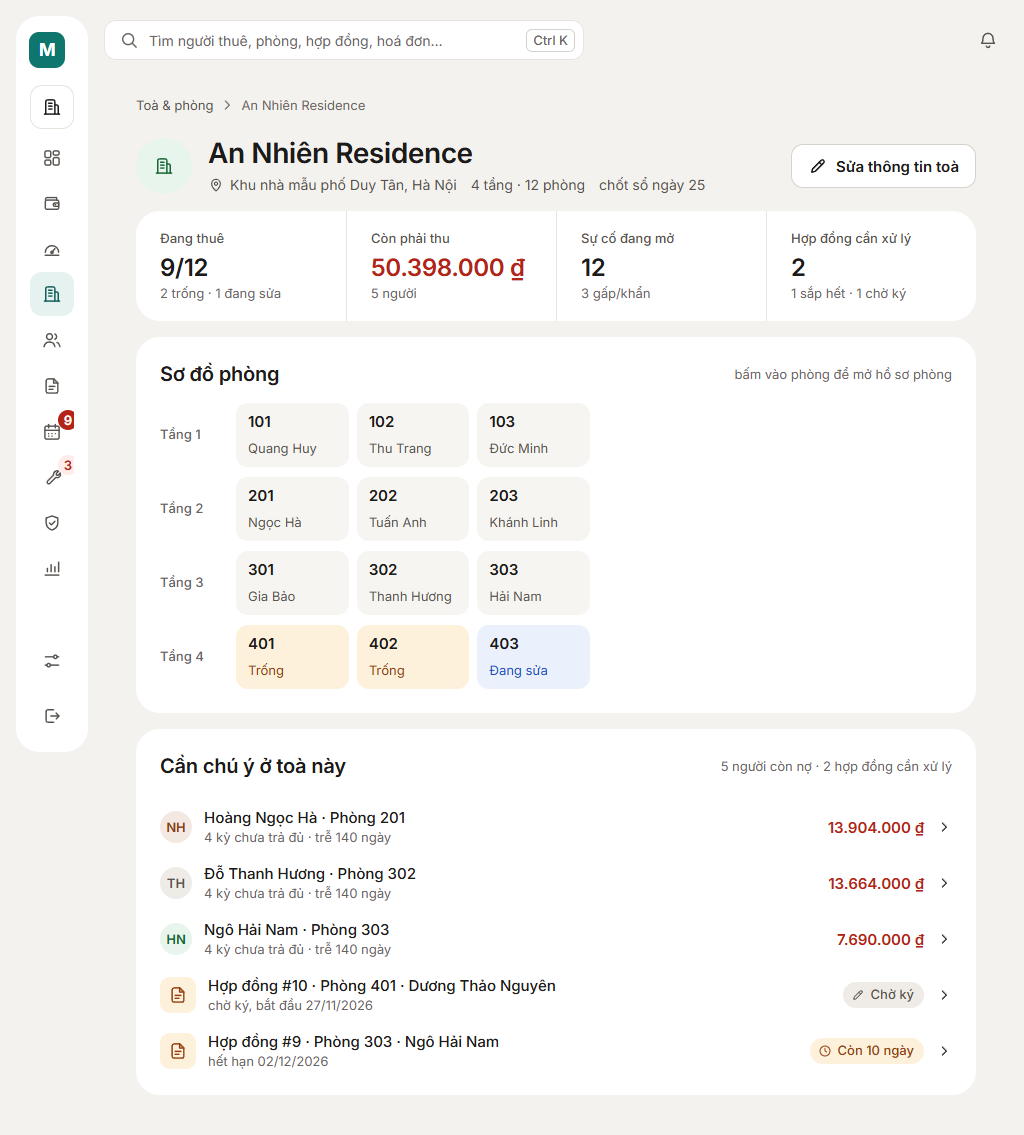 M
Tìm người thuê, phòng, hợp đồng, hoá đơn...
Ctrl K
Toà & phòng
An Nhiên Residence
An Nhiên Residence
Khu nhà mẫu phố Duy Tân, Hà Nội 4 tầng · 12 phòng chốt sổ ngày 25
Sửa thông tin toà
Đang thuê
9/12
2 trống · 1 đang sửa
Còn phải thu
50.398.000 ₫
5 người
Sự cố đang mở
12
3 gấp/khẩn
Hợp đồng cần xử lý
2
1 sắp hết · 1 chờ ký
9
3
Sơ đồ phòng
bấm vào phòng để mở hồ sơ phòng
Tầng 1
101
Quang Huy
102
Thu Trang
103
Đức Minh
Tầng 2
201
Ngọc Hà
202
Tuấn Anh
203
Khánh Linh
Tầng 3
301
Gia Bảo
302
Thanh Hương
303
Hải Nam
Tầng 4
401
Trống
402
Trống
403
Đang sửa
Cần chú ý ở toà này
5 người còn nợ · 2 hợp đồng cần xử lý
NH
Hoàng Ngọc Hà · Phòng 201
4 kỳ chưa trả đủ · trễ 140 ngày
13.904.000 ₫
TH
Đỗ Thanh Hương · Phòng 302
4 kỳ chưa trả đủ · trễ 140 ngày
13.664.000 ₫
HN
Ngô Hải Nam · Phòng 303
4 kỳ chưa trả đủ · trễ 140 ngày
7.690.000 ₫
Hợp đồng #10 · Phòng 401 · Dương Thảo Nguyên
chờ ký, bắt đầu 27/11/2026
Chờ ký
Hợp đồng #9 · Phòng 303 · Ngô Hải Nam
hết hạn 02/12/2026
Còn 10 ngày